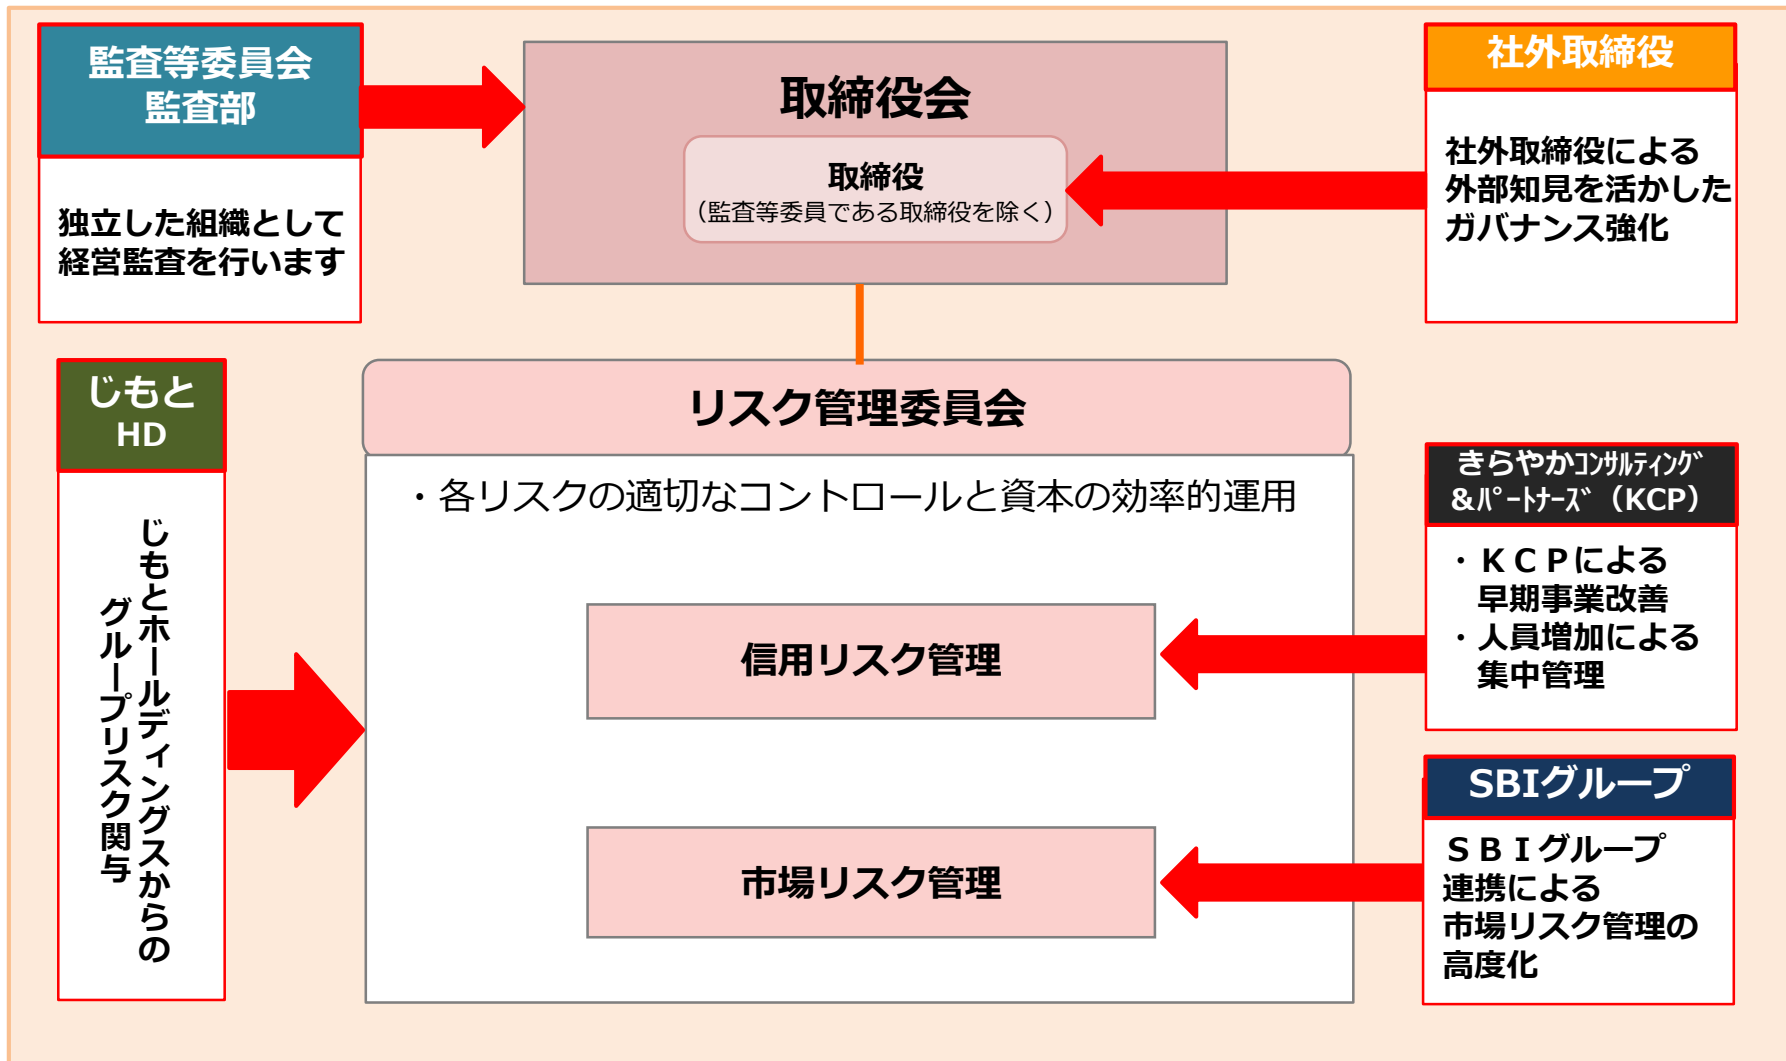 監査等委員会
監査部
独立した組織として
経営監査を行います
取締役会
取締役
（監査等委員である取締役を除く）
社外取締役
社外取締役による
外部知見を活かした
ガバナンス強化
じもと
HD
じもとホールディングスからの
グループリスク関与
リスク管理委員会
・各リスクの適切なコントロールと資本の効率的運用
信用リスク管理
市場リスク管理
きらやかｺﾝｻﾙﾃｨﾝｸﾞ
&ﾊﾟｰﾄﾅｰｽﾞ（KCP）
・ＫＣＰによる
早期事業改善
・人員増加による
集中管理
SBIグループ
ＳＢＩグループ
連携による
市場リスク管理の
高度化